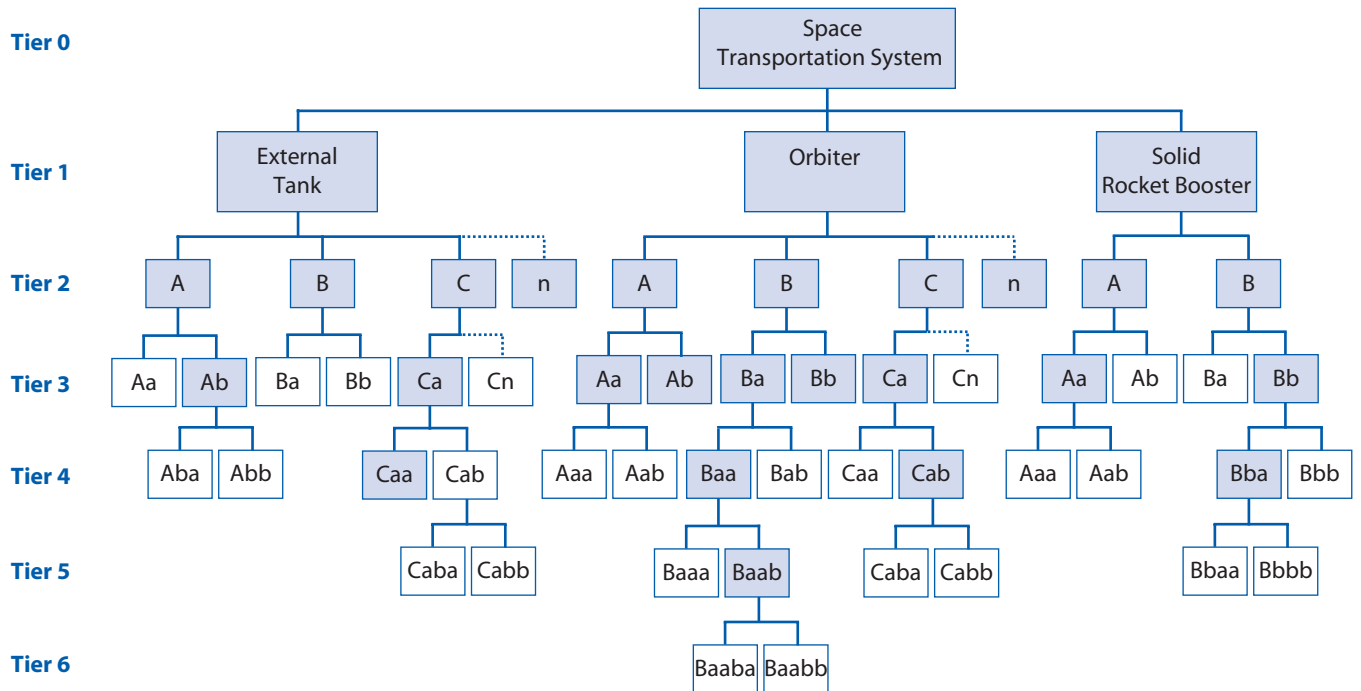 Tier 0
Space
Transportation System
Tier 1
External
Tank
Orbiter
Solid
Rocket Booster
Tier 2
A
B
C
n
A
B
C
n
A
B
Tier 3
Aa
Ab
Ba
Bb
Ca
Cn
Aa
Ab
Ba
Bb
Ca
Cn
Aa
Ab
Ba
Bb
Tier 4
Aba
Abb
Caa
Cab
Aaa
Aab
Baa
Bab
Caa
Cab
Aaa
Aab
Bba
Bbb
Tier 5
Caba
Cabb
Baaa
Baab
Caba
Cabb
Bbaa
Bbbb
Tier 6
Baaba
Baabb